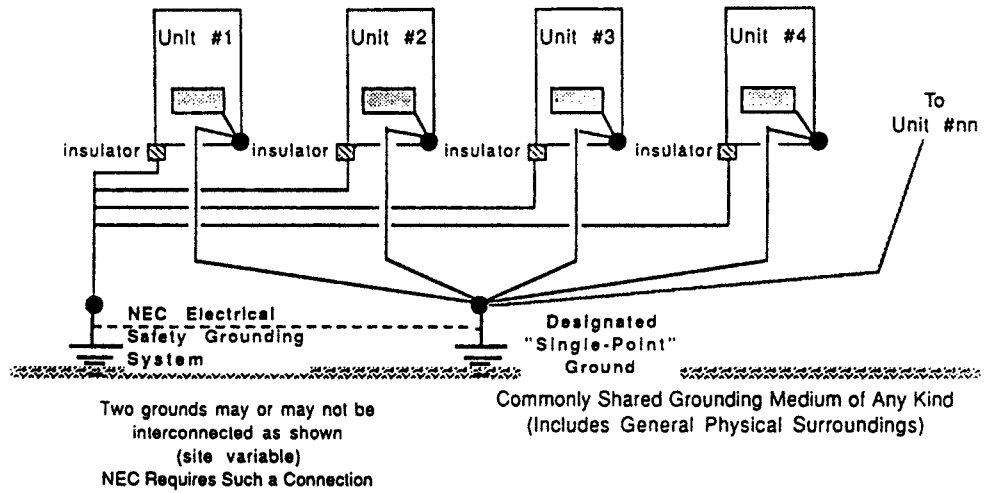 Unit #1
Unit #2
Unit #3
Unit #4
To
Unit #nn
insulator
insulator
insulator
insulator
NEC Electrical
Safety Grounding
System
Designated
"Single-Point"
Ground
Two grounds may or may not be
interconnected as shown
(site variable)
NEC Requires Such a Connection
Commonly Shared Grounding Medium of Any Kind
(Includes General Physical Surroundings)